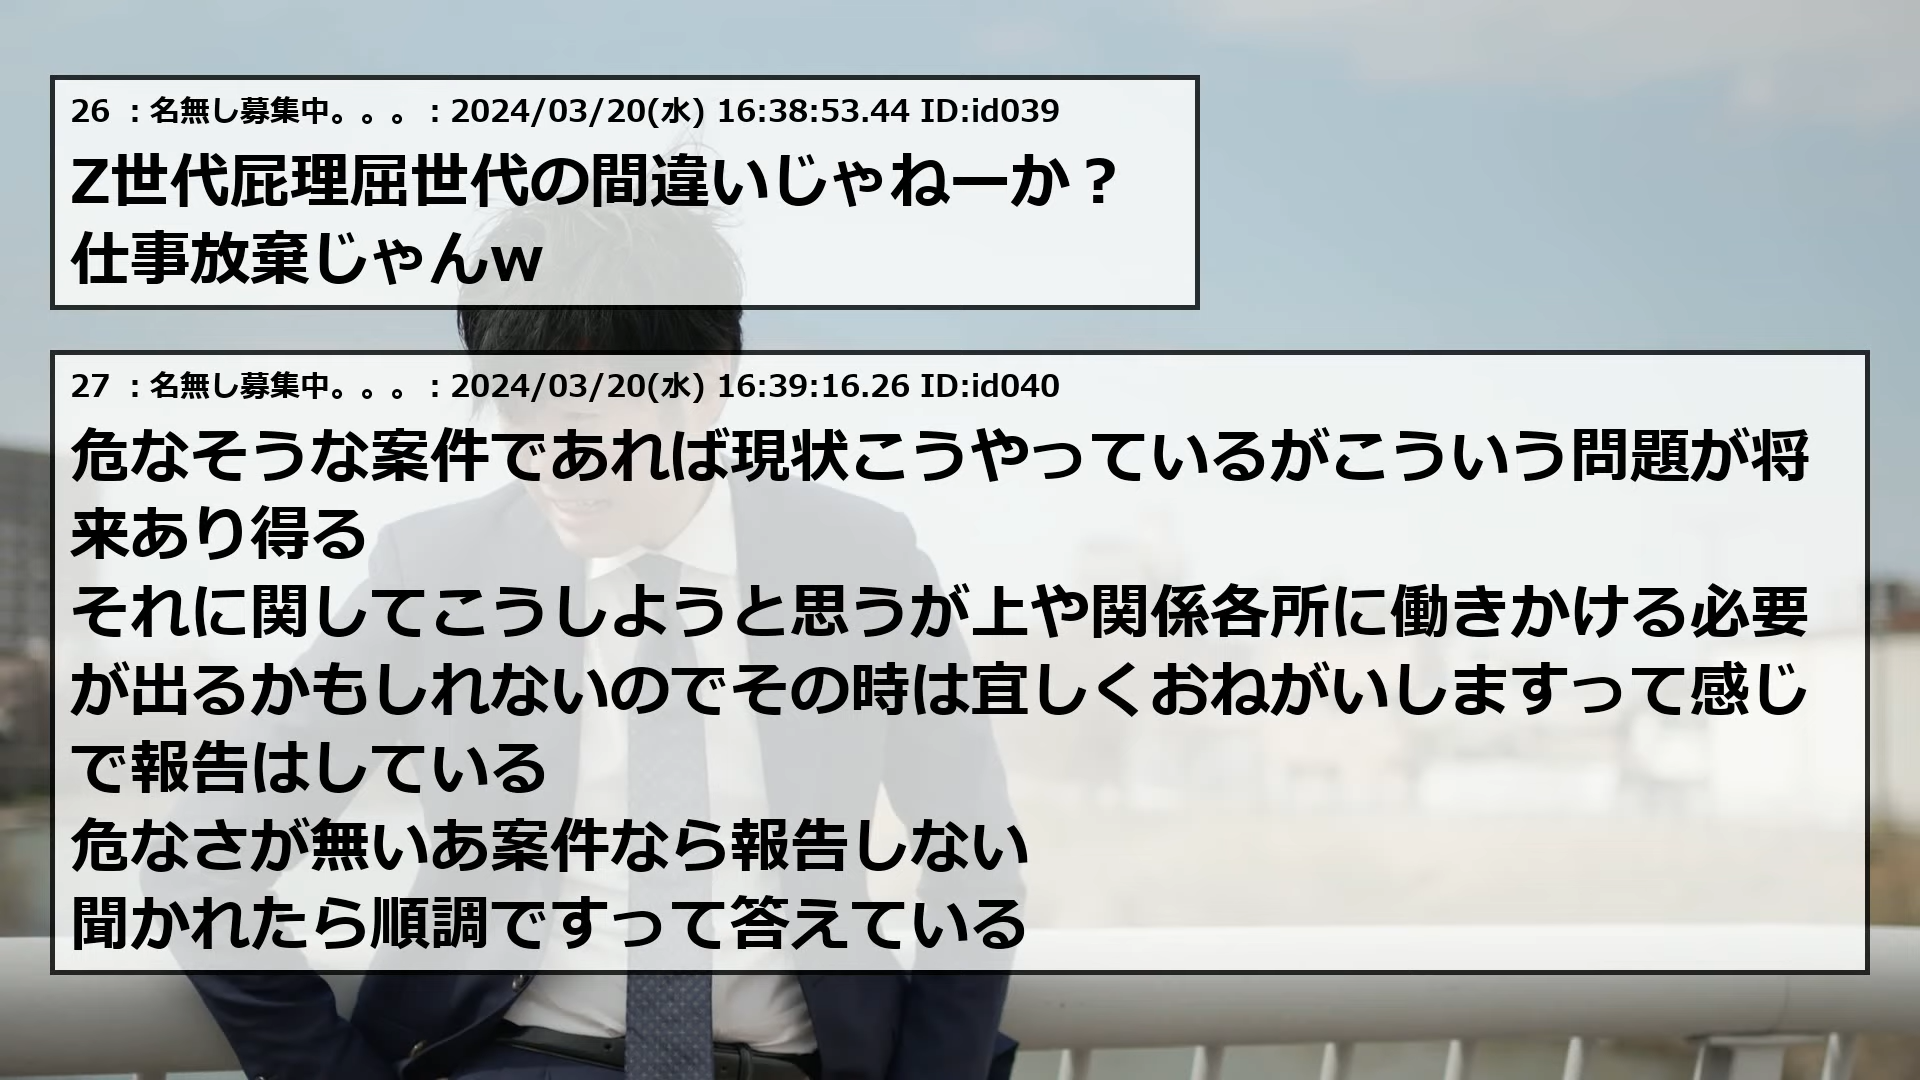 26 ：名無し募集中。。。：2024/03/20(水) 16:38:53.44 ID:id039
Z世代屁理屈世代の間違いじゃねーか？
仕事放棄じゃんw
27 ：名無し募集中。。。：2024/03/20(水) 16:39:16.26 ID:id040
危なそうな案件であれば現状こうやっているがこういう問題が将
来あり得る
それに関してこうしようと思うが上や関係各所に働きかける必要
が出るかもしれないのでその時は宜しくおねがいしますって感じ
で報告はしている
危なさが無いあ案件なら報告しない
聞かれたら順調ですって答えている